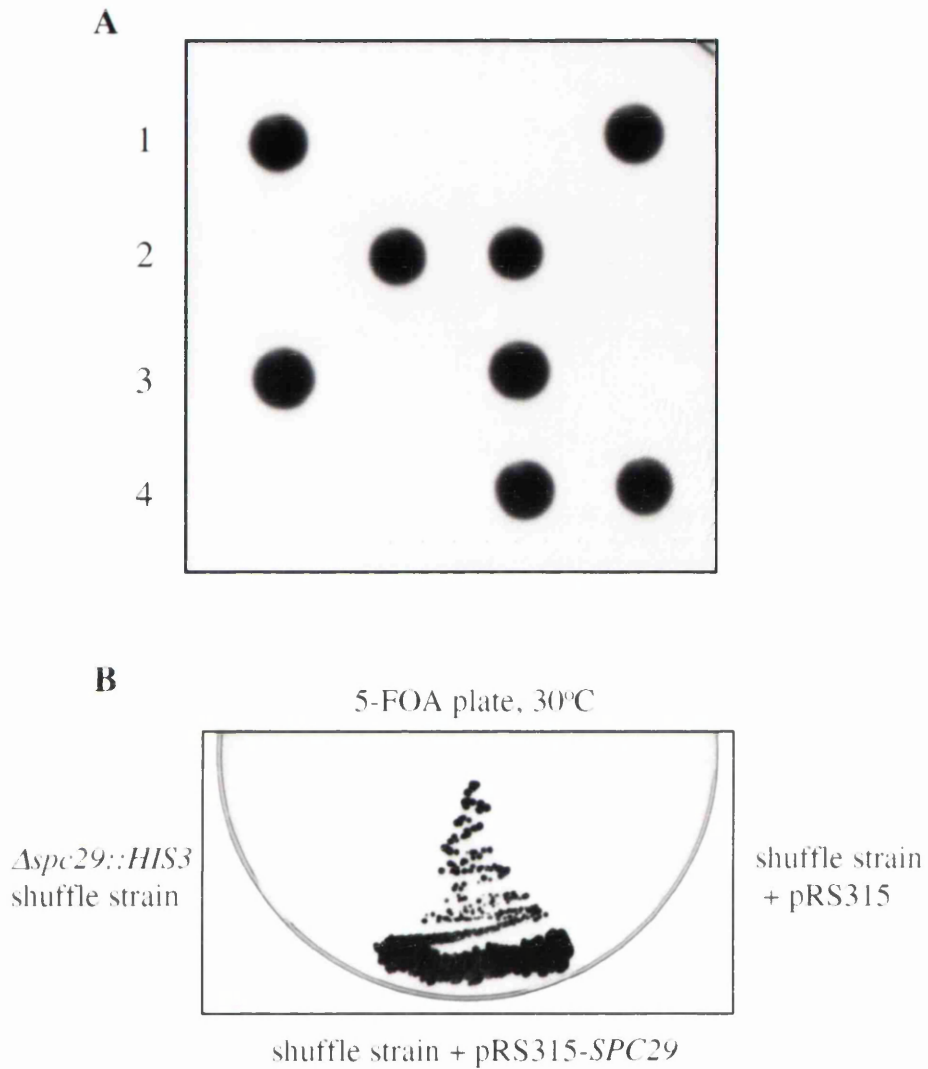 A
1
2
3
4
B
5-FOA plate, 30°C
Δspc29::HIS3
shuffle strain
shuffle strain
+ pRS315
shuffle strain + pRS315-SPC29